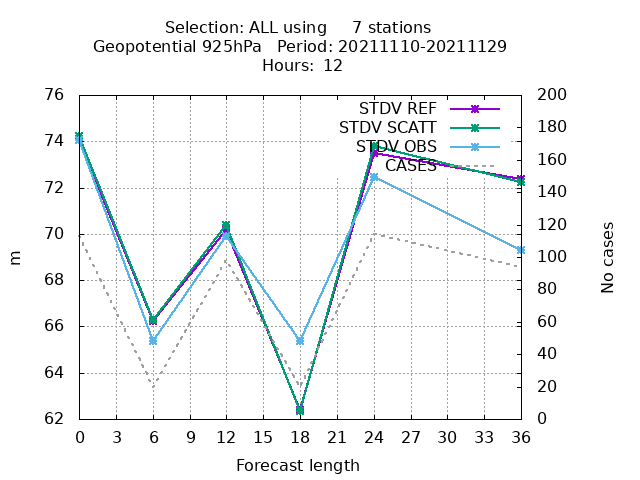 Selection: ALL using     7 stations
Geopotential 925hPa   Period: 20211110-20211129
Hours:  12
STDV REF
STDV SCATT
STDV OBS
CASES
76
74
72
70
68
66
64
62
m
200
180
160
140
120
100
80
60
40
20
0
No cases
0 3 6 9 12 15 18 21 24 27 30 33 36
Forecast length